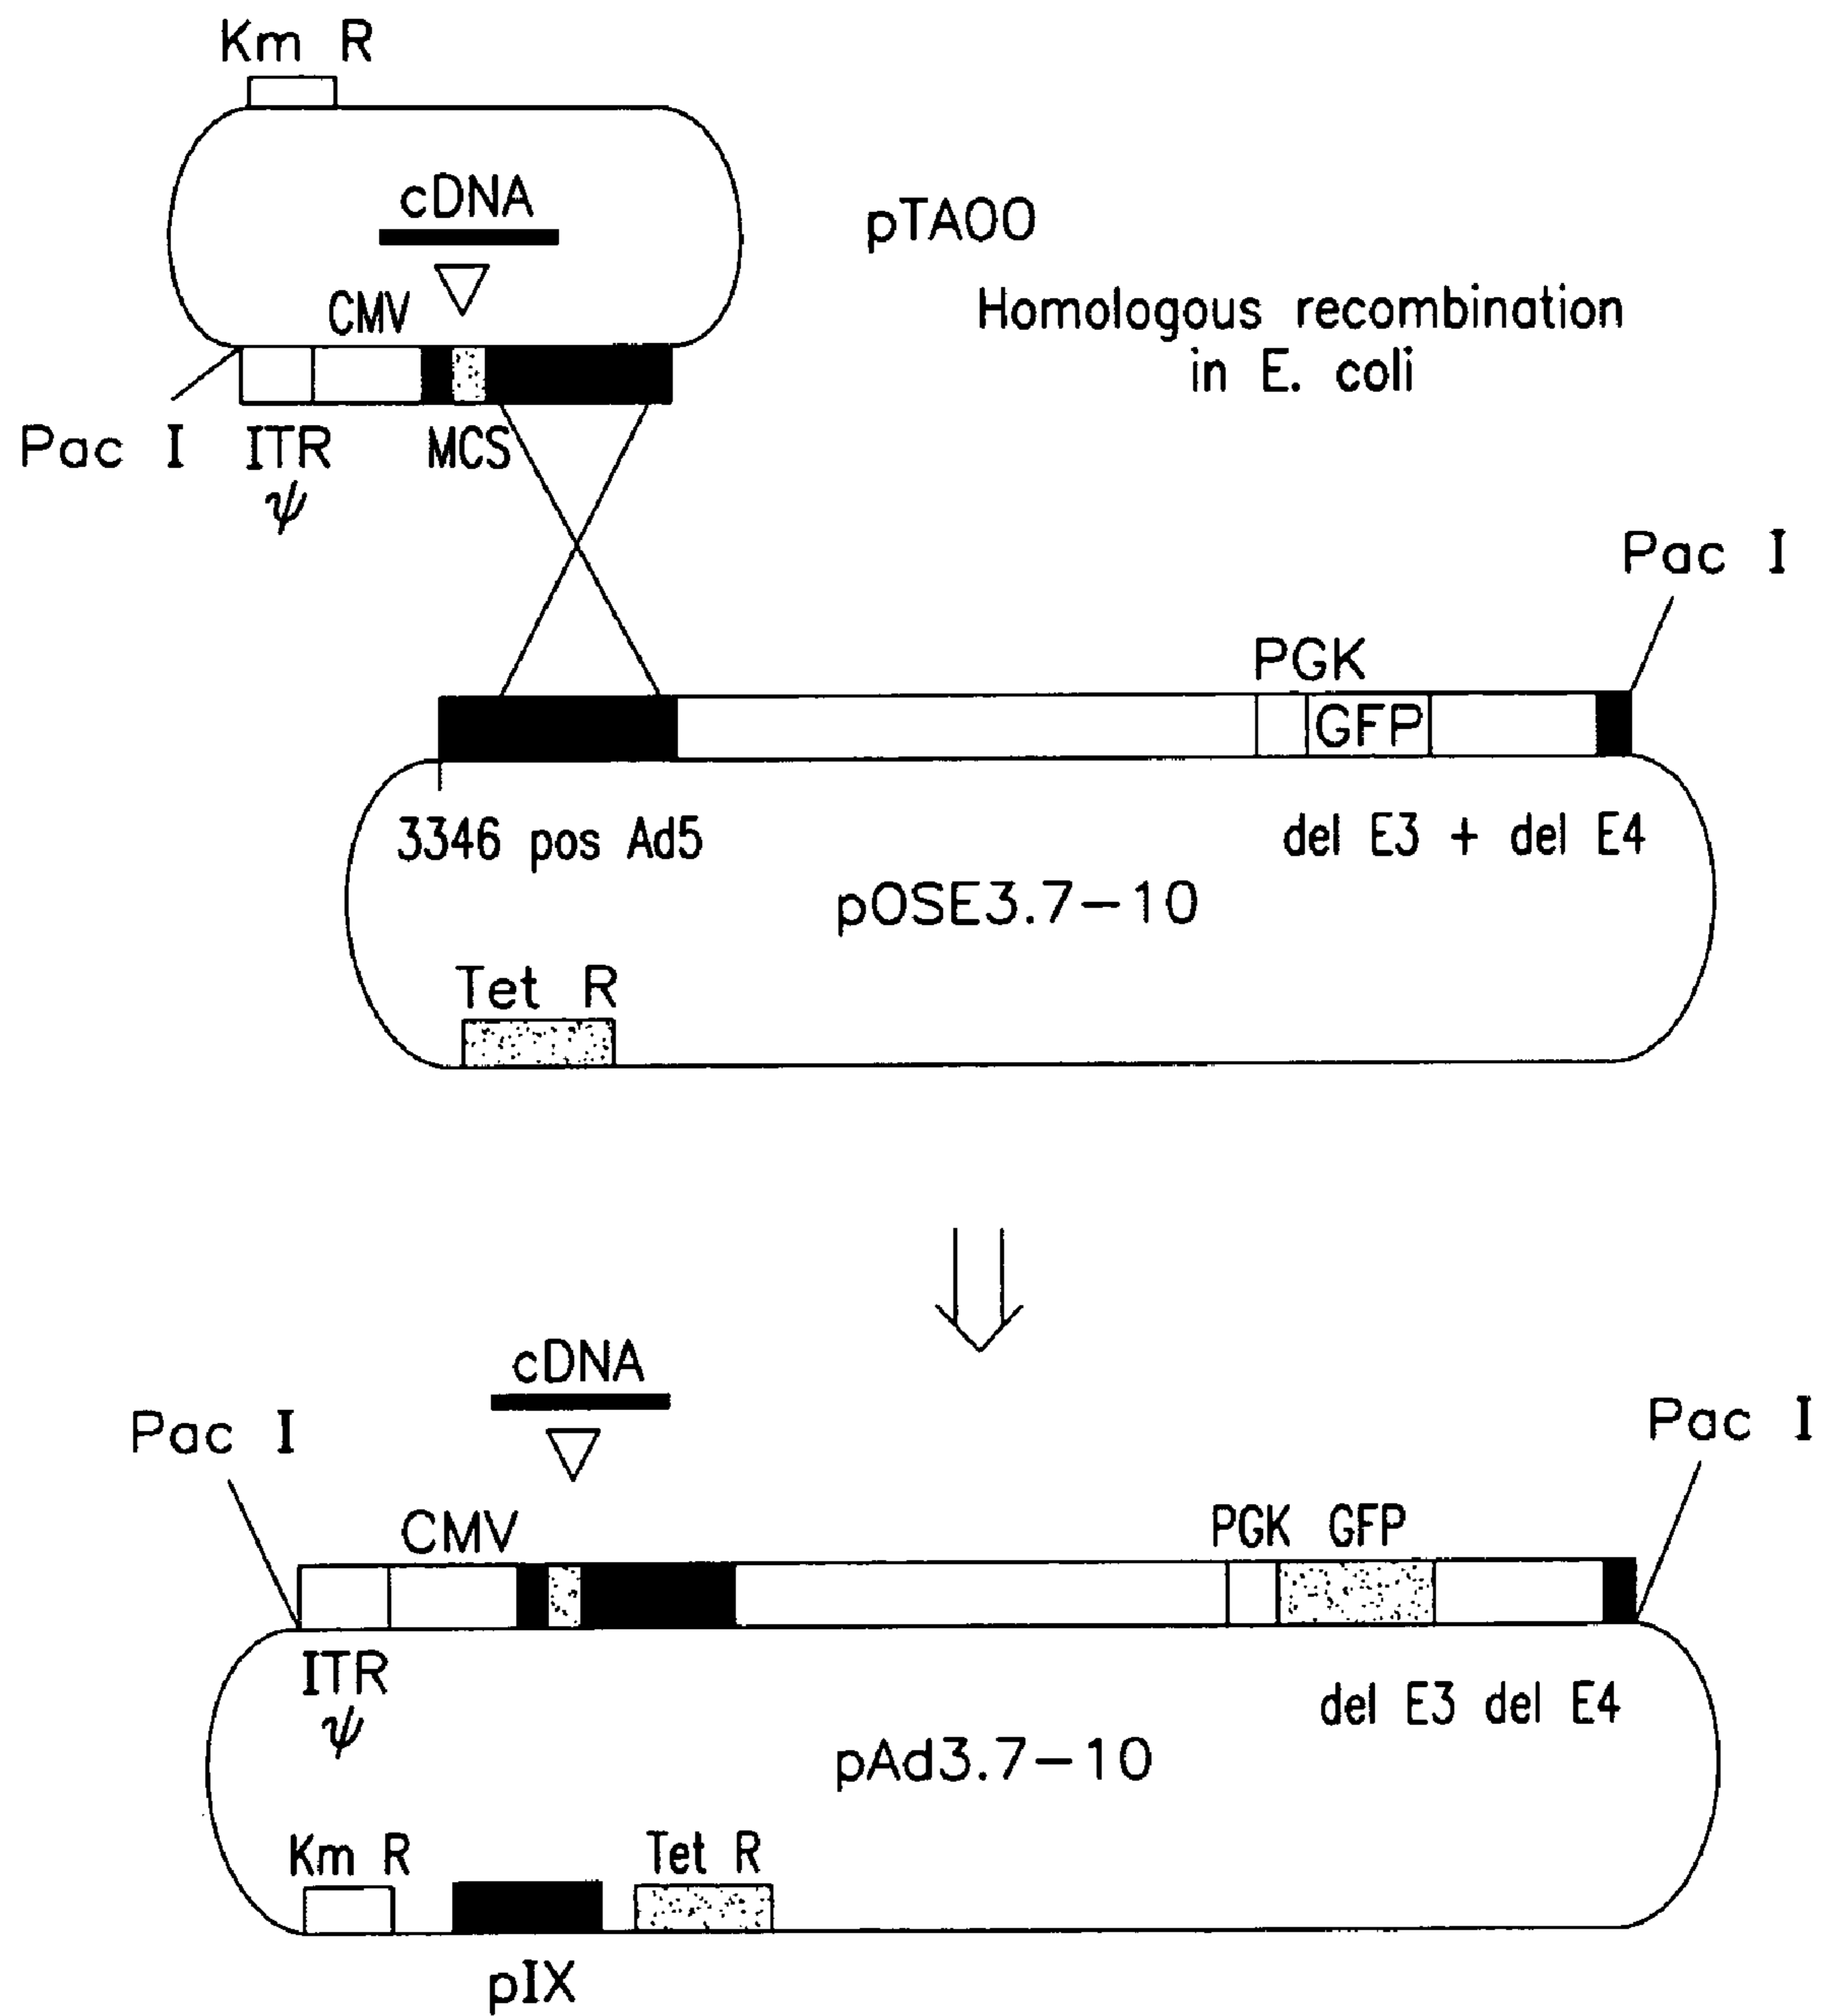 Km R
cDNA
pTA00
CMV
Homologous recombination
in E. coli
Pac I
ITR
MCS
ψ
Pac I
PGK
GFP
3346 pos Ad5
del E3 + del E4
pOSE3.7-10
Tet R
cDNA
Pac I
Pac I
CMV
PGK GFP
ITR
ψ
del E3 del E4
pAd3.7-10
Km R
Tet R
pIX